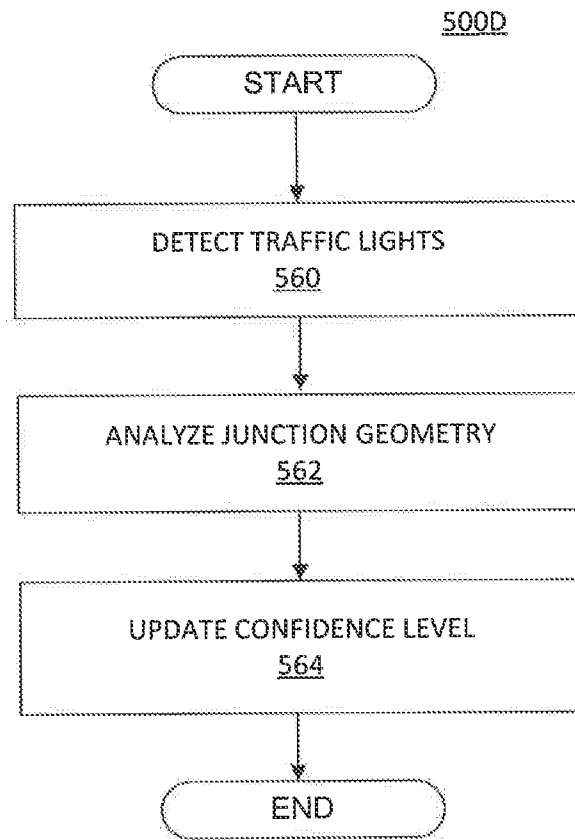 500D
START
DETECT TRAFFIC LIGHTS
560
ANALYZE JUNCTION GEOMETRY
562
UPDATE CONFIDENCE LEVEL
564
END